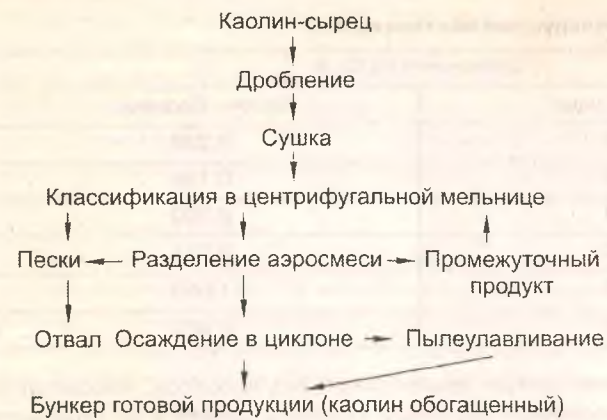 Каолин-сырец
Дробление
Сушка
Классификация в центрифугальной мельнице
Пески Разделение аэросмеси Промежуточный
продукт
Отвал Осаждение в циклоне Пылеулавливание
Бункер готовой продукции (каолин обогащенный)